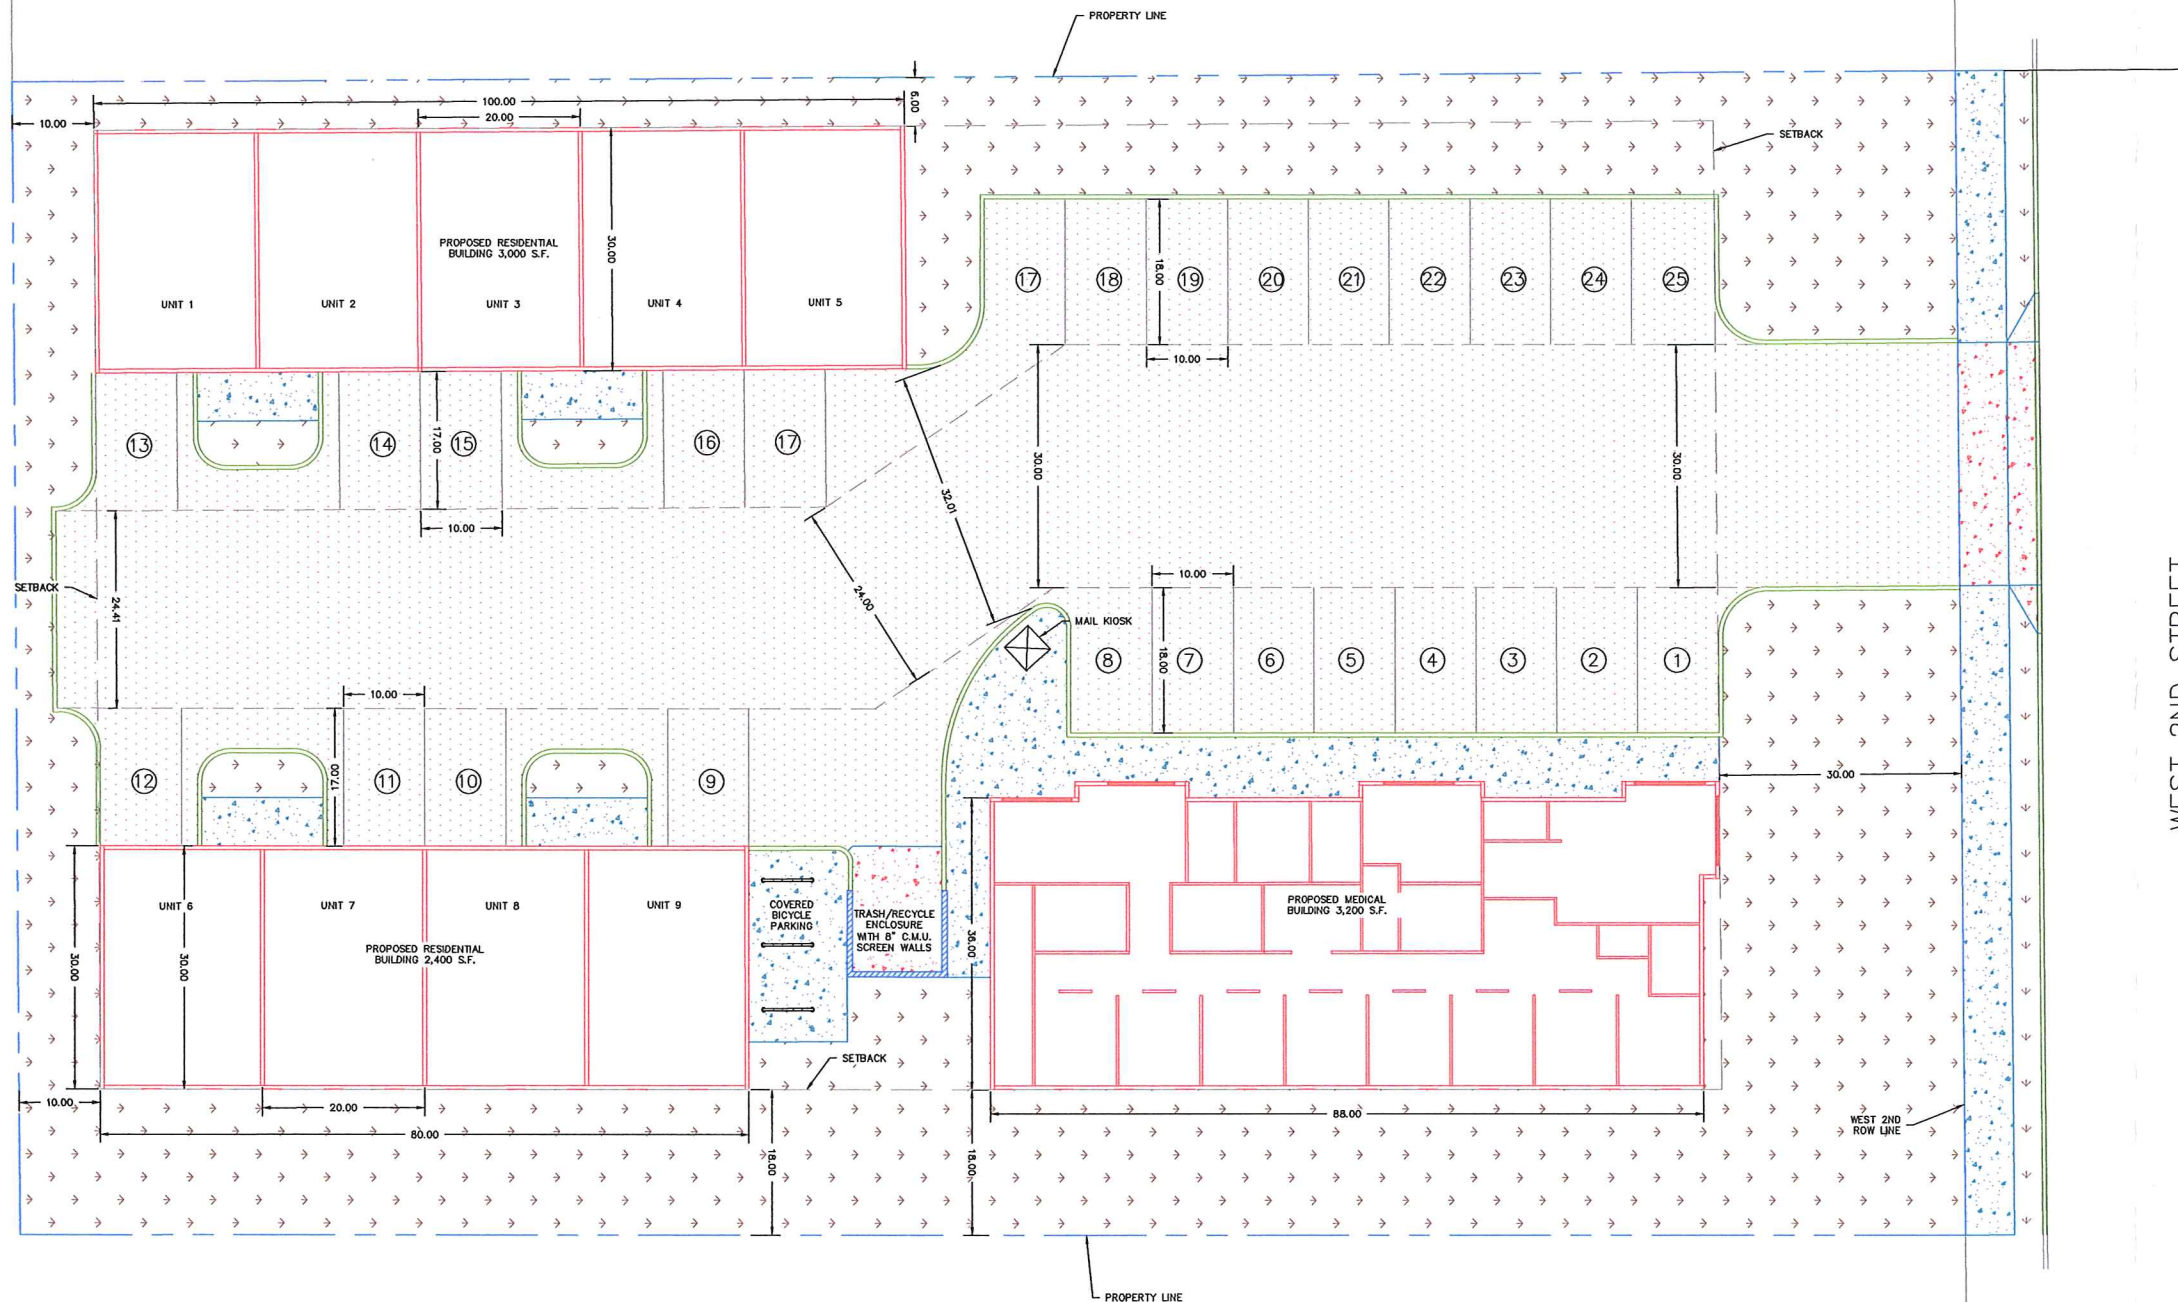 PROPERTY LINE
100.00
6.00
10.00
20.00
SETBACK
PROPOSED RESIDENTIAL
BUILDING 3,000 S.F.
30.00
UNIT 1
UNIT 2
UNIT 3
UNIT 4
UNIT 5
17
18
19
20
21
22
23
24
25
18.00
10.00
13
14
15
16
17
17.00
10.00
32.01
30.00
30.00
SETBACK
24.41
24.00
10.00
MAIL KIOSK
8
7
6
5
4
3
2
1
18.00
WEST 2ND STREET
10.00
12
11
10
9
17.00
30.00
UNIT 6
UNIT 7
UNIT 8
UNIT 9
PROPOSED RESIDENTIAL
BUILDING 2,400 S.F.
30.00
30.00
COVERED
BICYCLE
PARKING
TRASH/RECYCLE
ENCLOSURE
WITH 8" C.M.U.
SCREEN WALLS
36.00
PROPOSED MEDICAL
BUILDING 3,200 S.F.
SETBACK
10.00
20.00
80.00
88.00
18.00
18.00
WEST 2ND
ROW LINE
PROPERTY LINE